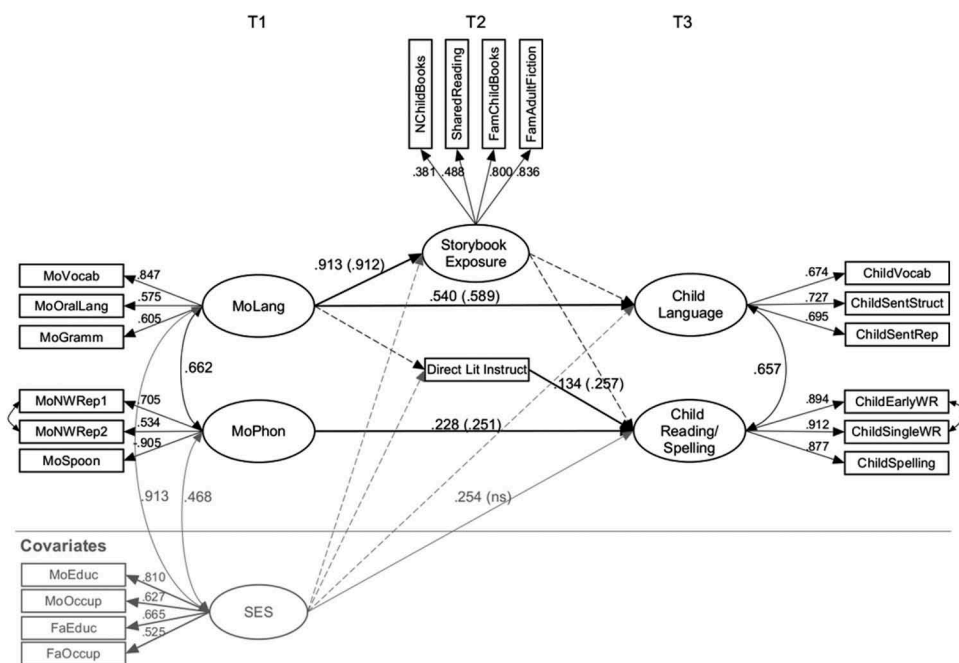 T1
T2
T3
NChildBooks
SharedReading
FamChildBooks
FamAdultFiction
.381
.488
.800
.836
Storybook
Exposure
.913 (.912)
MoVocab
MoOralLang
MoGramm
.847
.575
.605
MoLang
.540 (.589)
Child
Language
.674
.727
.695
ChildVocab
ChildSentStruct
ChildSentRep
.662
Direct Lit Instruct
.134 (.257)
.657
MoNWRep1
MoNWRep2
MoSpoon
.705
.534
-.905
MoPhon
.228 (.251)
Child
Reading/
Spelling
.894
.912
.877
ChildEarlyWR
ChildSingleWR
ChildSpelling
.913
.468
.254 (ns)
Covariates
MoEduc
MoOccup
FaEduc
FaOccup
.810
.627
.665
.525
SES